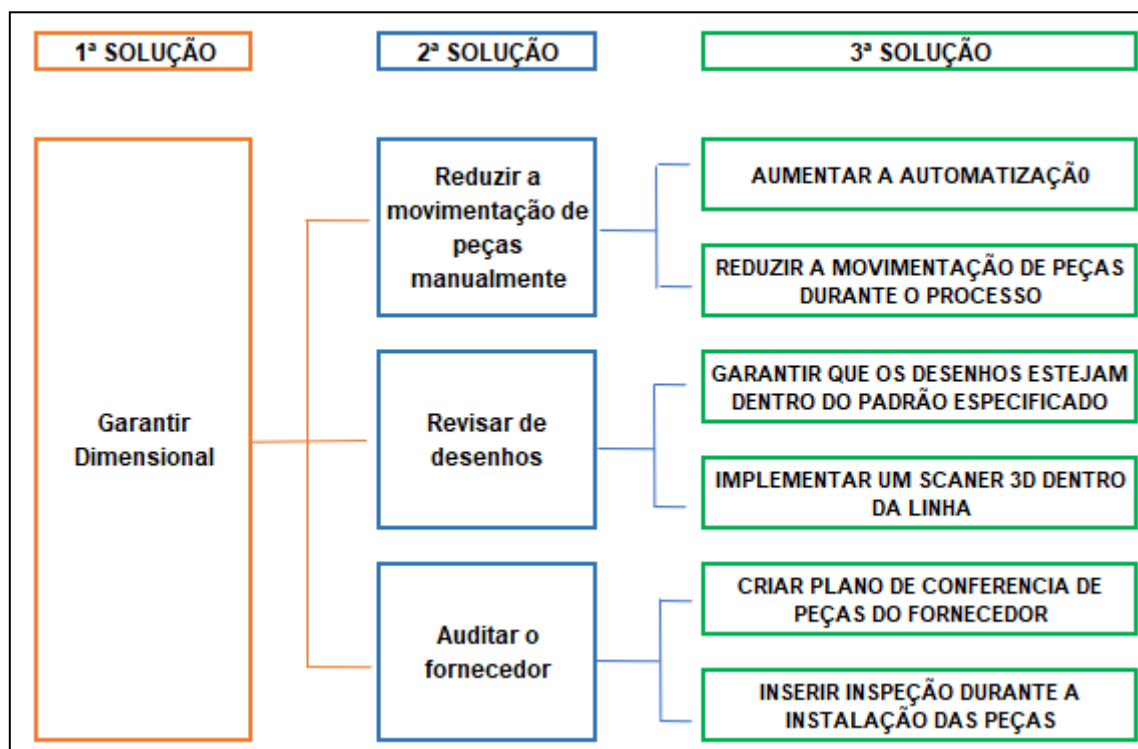 1ª SOLUÇÃO
2ª SOLUÇÃO
3ª SOLUÇÃO
Garantir
Dimensional
Reduzir a
movimentação de
peças
manualmente
AUMENTAR A AUTOMATIZAÇÃ0
REDUZIR A MOVIMENTAÇÃO DE PEÇAS
DURANTE O PROCESSO
Revisar de
desenhos
GARANTIR QUE OS DESENHOS ESTEJAM
DENTRO DO PADRÃO ESPECIFICADO
IMPLEMENTAR UM SCANER 3D DENTRO
DA LINHA
Auditar o
fornecedor
CRIAR PLANO DE CONFERENCIA DE
PEÇAS DO FORNECEDOR
INSERIR INSPEÇÃO DURANTE A
INSTALAÇÃO DAS PEÇAS